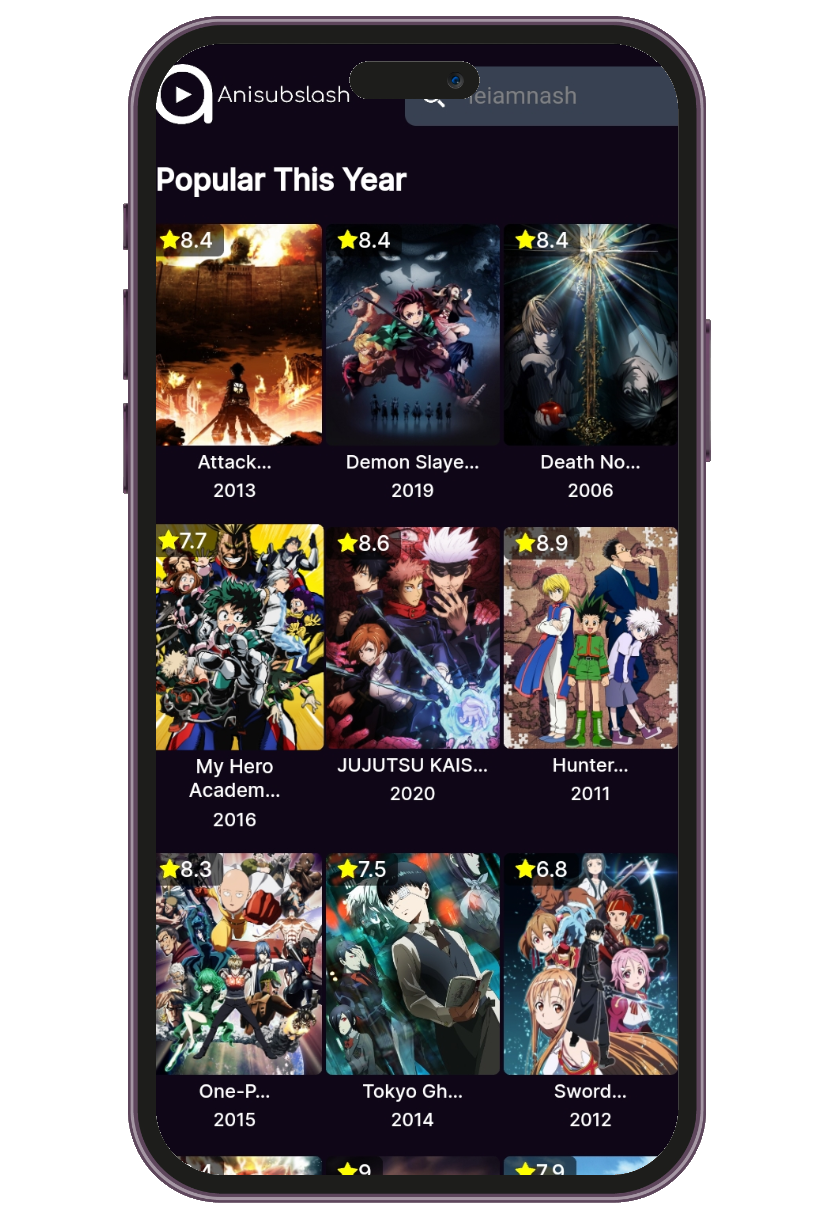 Anisubslash
leiamnash
Popular This Year
8.4
8.4
8.4
Attack...
Demon Slaye...
Death No...
2013
2019
2006
7.7
8.6
8.9
My Hero
Academ...
JUJUTSU KAIS...
Hunter...
2016
2020
2011
8.3
7.5
6.8
One-P...
Tokyo Gh...
Sword...
2015
2014
2012
9
7.9